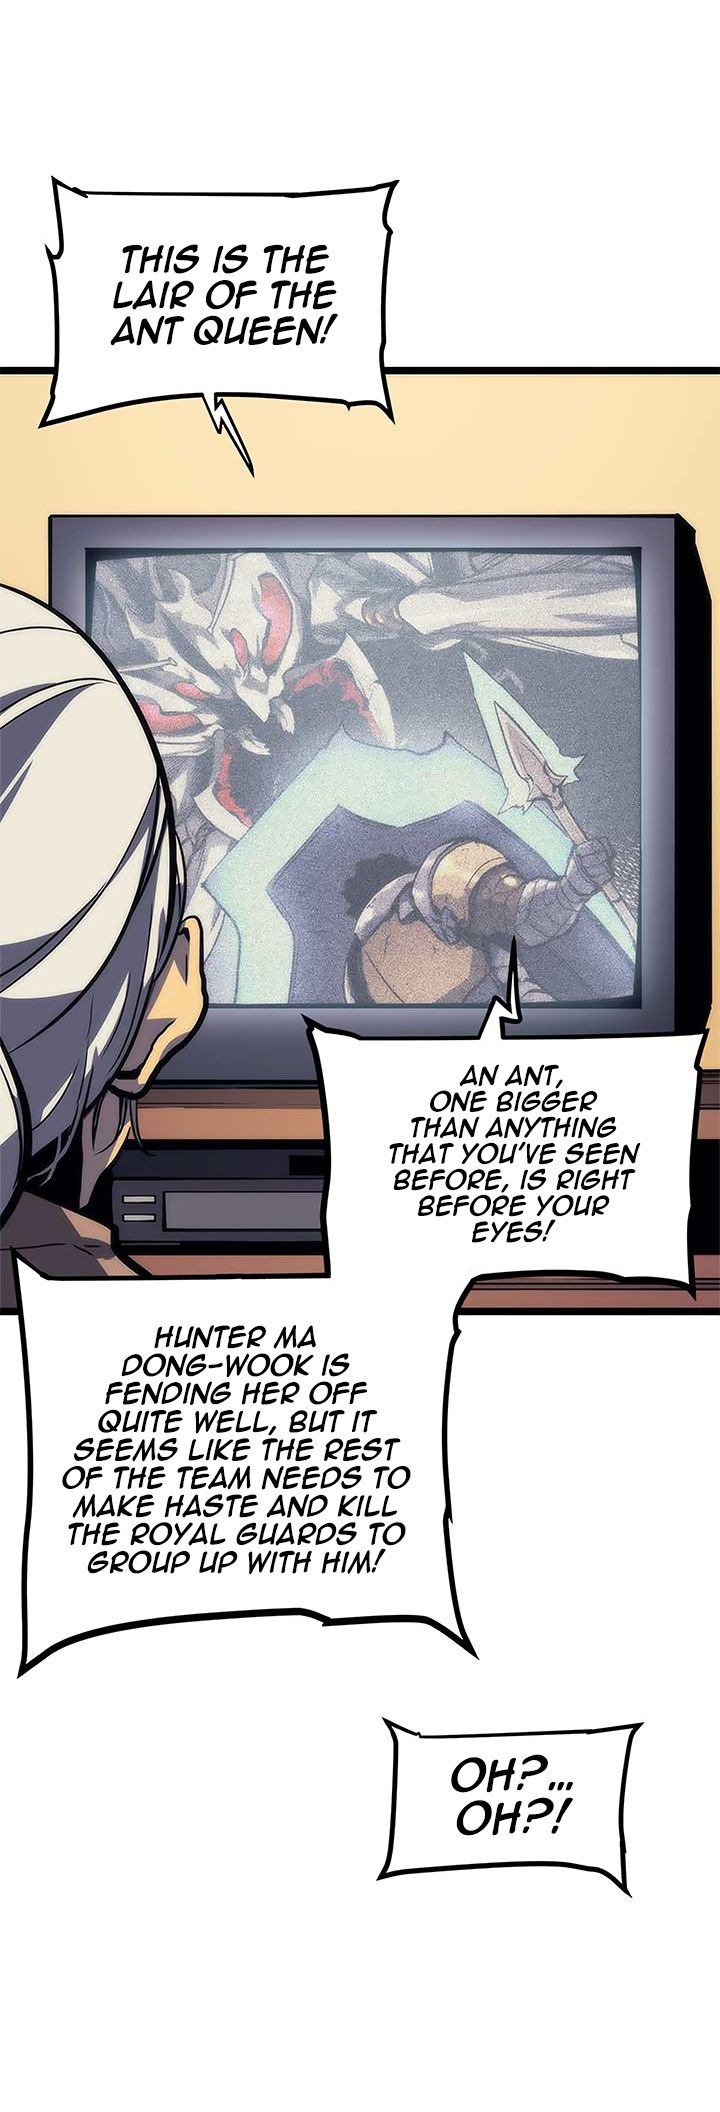 THIS IS THE
LAIR OF THE
ANT QUEEN!
AN ANT,
ONE BIGGER
THAN ANYTHING
THAT YOU'VE SEEN
BEFORE, IS RIGHT
BEFORE YOUR
EYES!
HUNTER MA
DONG-WOOK IS
FENDING HER OFF
QUITE WELL, BUT IT
SEEMS LIKE THE REST
OF THE TEAM NEEDS TO
MAKE HASTE AND KILL
THE ROYAL GUARDS TO
GROUP UP WITH HIM!
OH?...
OH?!